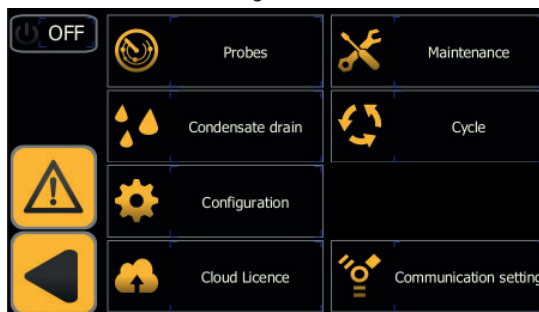 OFF
Probes
Maintenance
Condensate drain
Cycle
Configuration
Cloud Licence
Communication setting